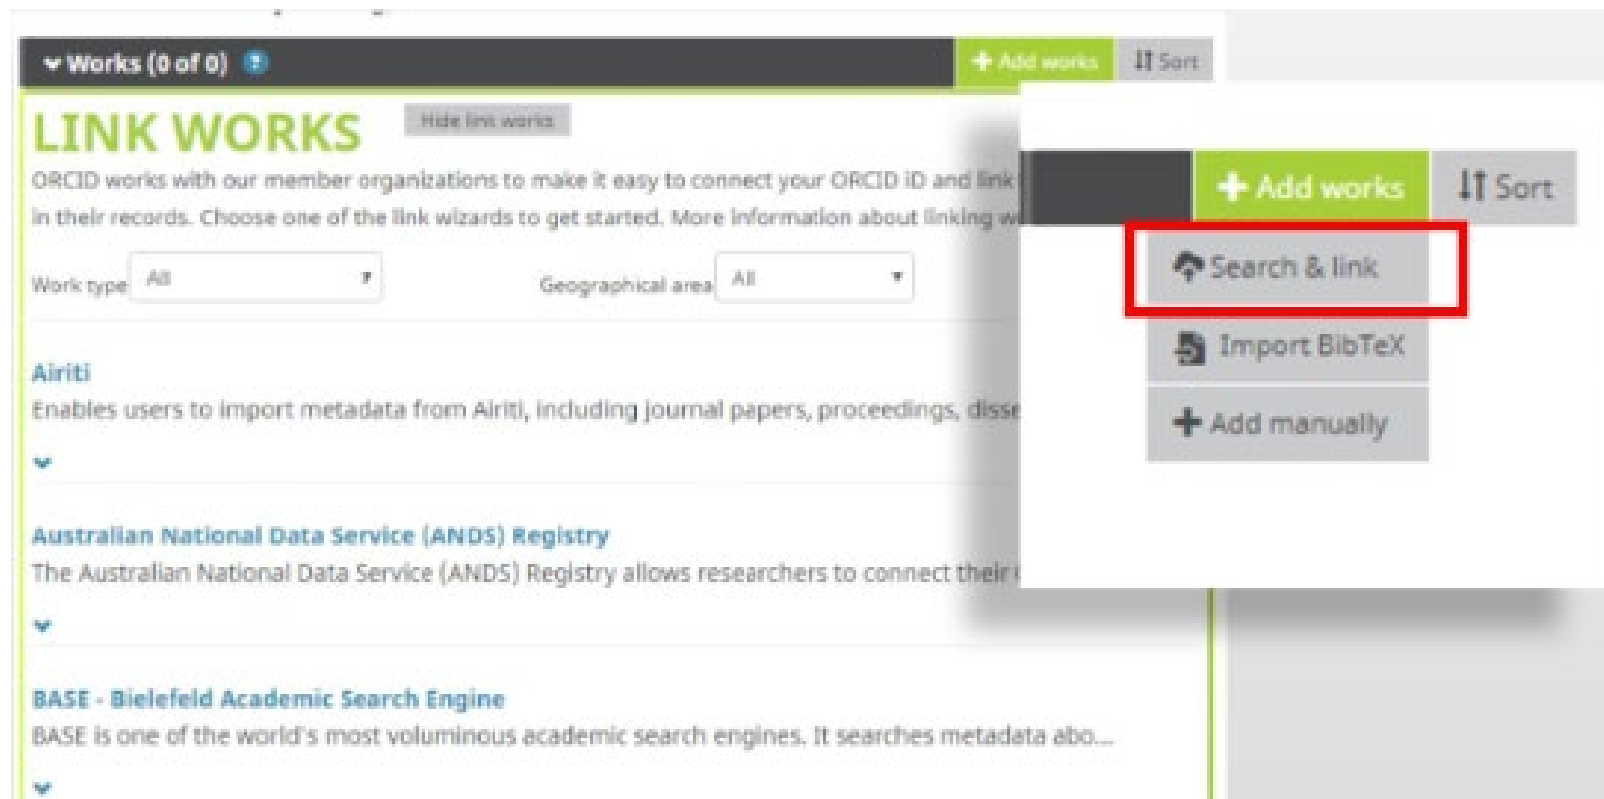 Works (0 of 0) ?
+ Add works
Sort
LINK WORKS
Hide link works
ORCID works with our member organizations to make it easy to connect your ORCID iD and link
in their records. Choose one of the link wizards to get started. More information about linking
Work type All
Geographical area All
Airiti
Enables users to import metadata from Airiti, including journal papers, proceedings, disse
Australian National Data Service (ANDS) Registry
The Australian National Data Service (ANDS) Registry allows researchers to connect their
BASE - Bielefeld Academic Search Engine
BASE is one of the world's most voluminous academic search engines. It searches metadata abo...
+ Add works
Sort
Search & link
Import BibTeX
+ Add manually